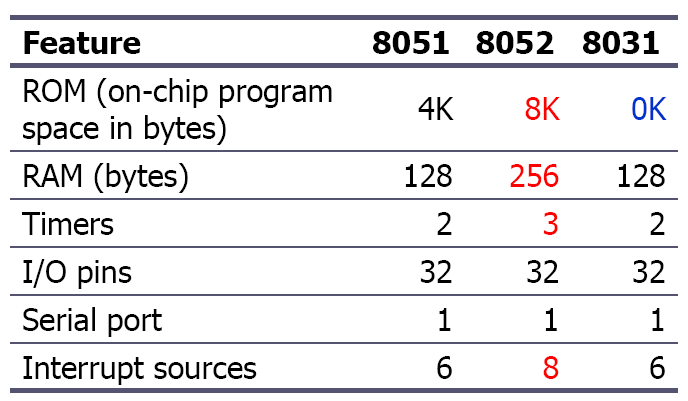 Feature 8051 8052 8031
ROM (on-chip program
space in bytes) 4K 8K 0K
RAM (bytes) 128 256 128
Timers 2 3 2
I/O pins 32 32 32
Serial port 1 1 1
Interrupt sources 6 8 6